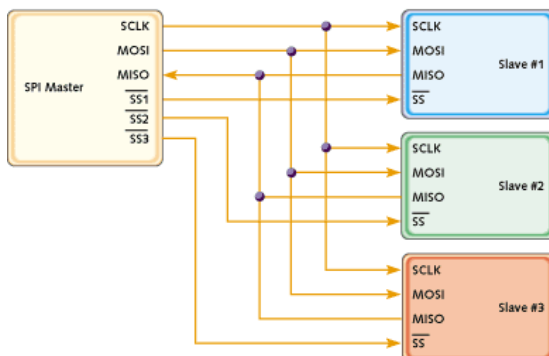 SPI Master
SCLK
MOSI
MISO
SS1
SS2
SS3
SCLK
MOSI
MISO
SS
Slave #1
SCLK
MOSI
MISO
SS
Slave #2
SCLK
MOSI
MISO
SS
Slave #3